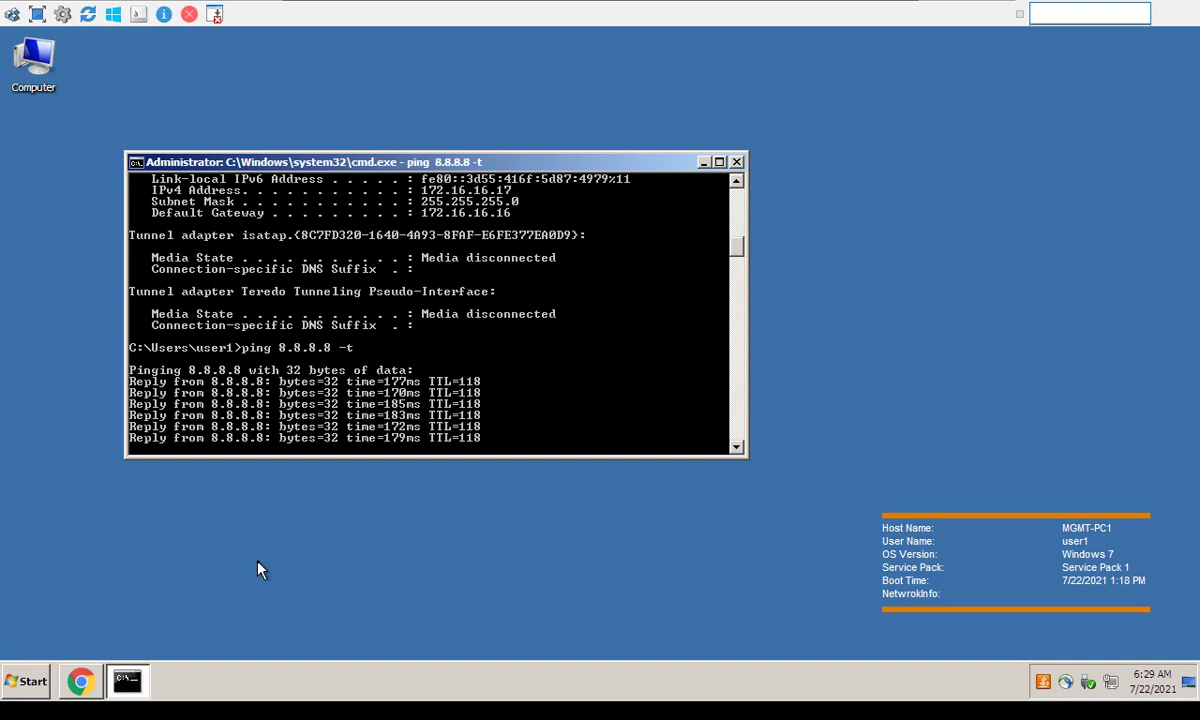 Computer
Administrator: C:\Windows\system32\cmd.exe - ping 8.8.8.8 -t
Link-local IPv6 Address . . . . . : fe80::3d55:416f:5d87:4979%11
IPv4 Address. . . . . . . . . . . : 172.16.16.17
Subnet Mask . . . . . . . . . . . : 255.255.255.0
Default Gateway . . . . . . . . . : 172.16.16.16
Tunnel adapter isatap.{8C7FD320-1640-4A93-8FAF-E6FE377EA0D9}:
Media State . . . . . . . . . . . : Media disconnected
Connection-specific DNS Suffix  . :
Tunnel adapter Teredo Tunneling Pseudo-Interface:
Media State . . . . . . . . . . . : Media disconnected
Connection-specific DNS Suffix  . :
C:\Users\user1>ping 8.8.8.8 -t
Pinging 8.8.8.8 with 32 bytes of data:
Reply from 8.8.8.8: bytes=32 time=177ms TTL=118
Reply from 8.8.8.8: bytes=32 time=170ms TTL=118
Reply from 8.8.8.8: bytes=32 time=185ms TTL=118
Reply from 8.8.8.8: bytes=32 time=183ms TTL=118
Reply from 8.8.8.8: bytes=32 time=172ms TTL=118
Reply from 8.8.8.8: bytes=32 time=179ms TTL=118
Host Name: MGMT-PC1
User Name: user1
OS Version: Windows 7
Service Pack: Service Pack 1
Boot Time: 7/22/2021 1:18 PM
NetwrokInfo:
Start
6:29 AM
7/22/2021